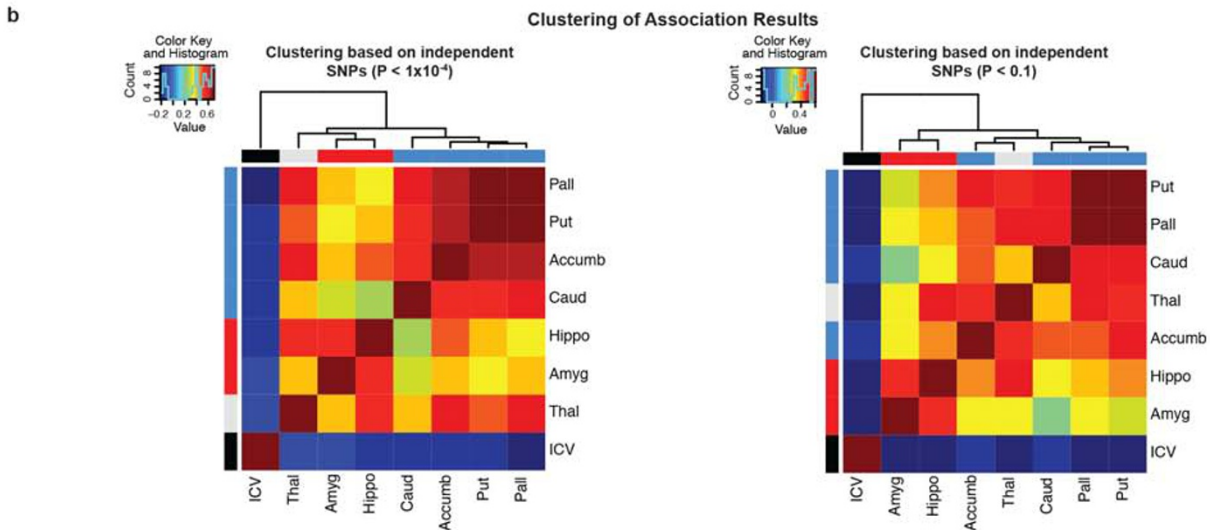 b
Clustering of Association Results
Color Key
and Histogram
Count
0 4 8
-0.2 0.2 0.6
Value
Clustering based on independent
SNPs (P < 1x10⁻⁴)
Pall
Put
Accumb
Caud
Hippo
Amyg
Thal
ICV
ICV Thal Amyg Hippo Caud Accumb Put Pall
Color Key
and Histogram
Count
0 4 8
0 0.4
Value
Clustering based on independent
SNPs (P < 0.1)
Put
Pall
Caud
Thal
Accumb
Hippo
Amyg
ICV
ICV Amyg Hippo Accumb Thal Caud Pall Put